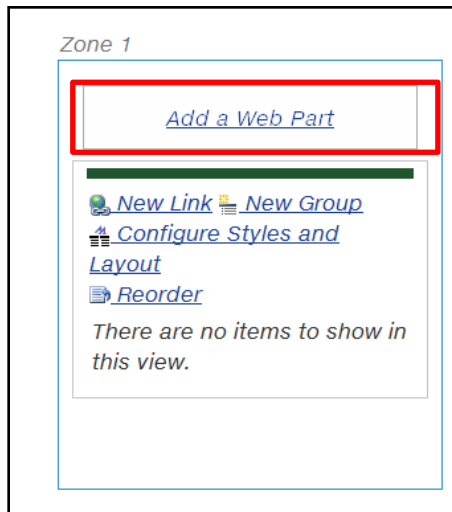 Zone 1
Add a Web Part
New Link New Group
Configure Styles and
Layout
Reorder
There are no items to show in
this view.